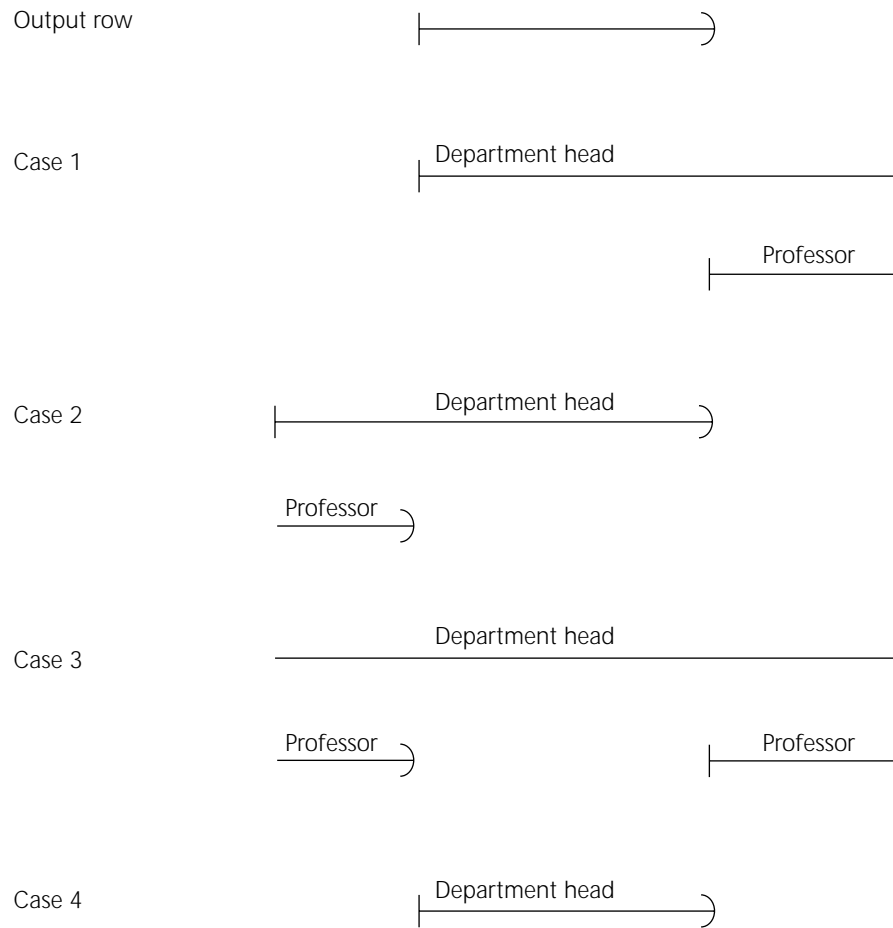 Output row
Case 1
Department head
Professor
Case 2
Department head
Professor
Case 3
Department head
Professor
Professor
Case 4
Department head